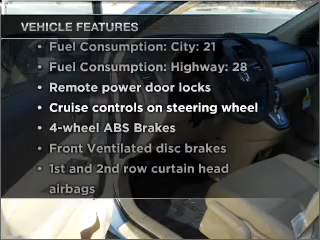 VEHICLE FEATURES
• Fuel Consumption: City: 21
• Fuel Consumption: Highway: 28
• Remote power door locks
• Cruise controls on steering wheel
• 4-wheel ABS Brakes
• Front Ventilated disc brakes
• 1st and 2nd row curtain head
airbags